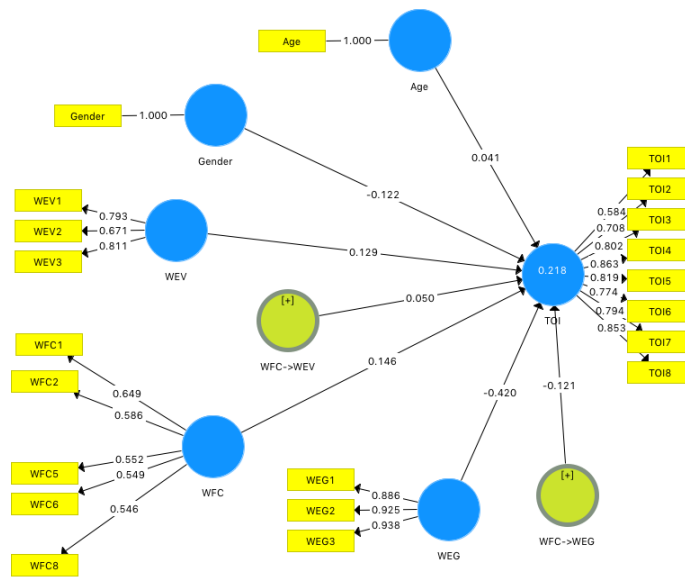 Age
1.000
Age
Gender
1.000
Gender
0.041
-0.122
WEV1
WEV2
WEV3
0.793
0.671
0.811
WEV
0.129
TOI1
TOI2
TOI3
TOI4
TOI5
TOI6
TOI7
TOI8
0.584
0.708
0.802
0.863
0.819
0.774
0.794
0.853
0.218
TOI
[+]
WFC->WEV
0.050
0.146
WFC1
WFC2
WFC5
WFC6
WFC8
0.649
0.586
0.552
0.549
0.546
WFC
-0.420
-0.121
WEG1
WEG2
WEG3
0.886
0.925
0.938
WEG
[+]
WFC->WEG